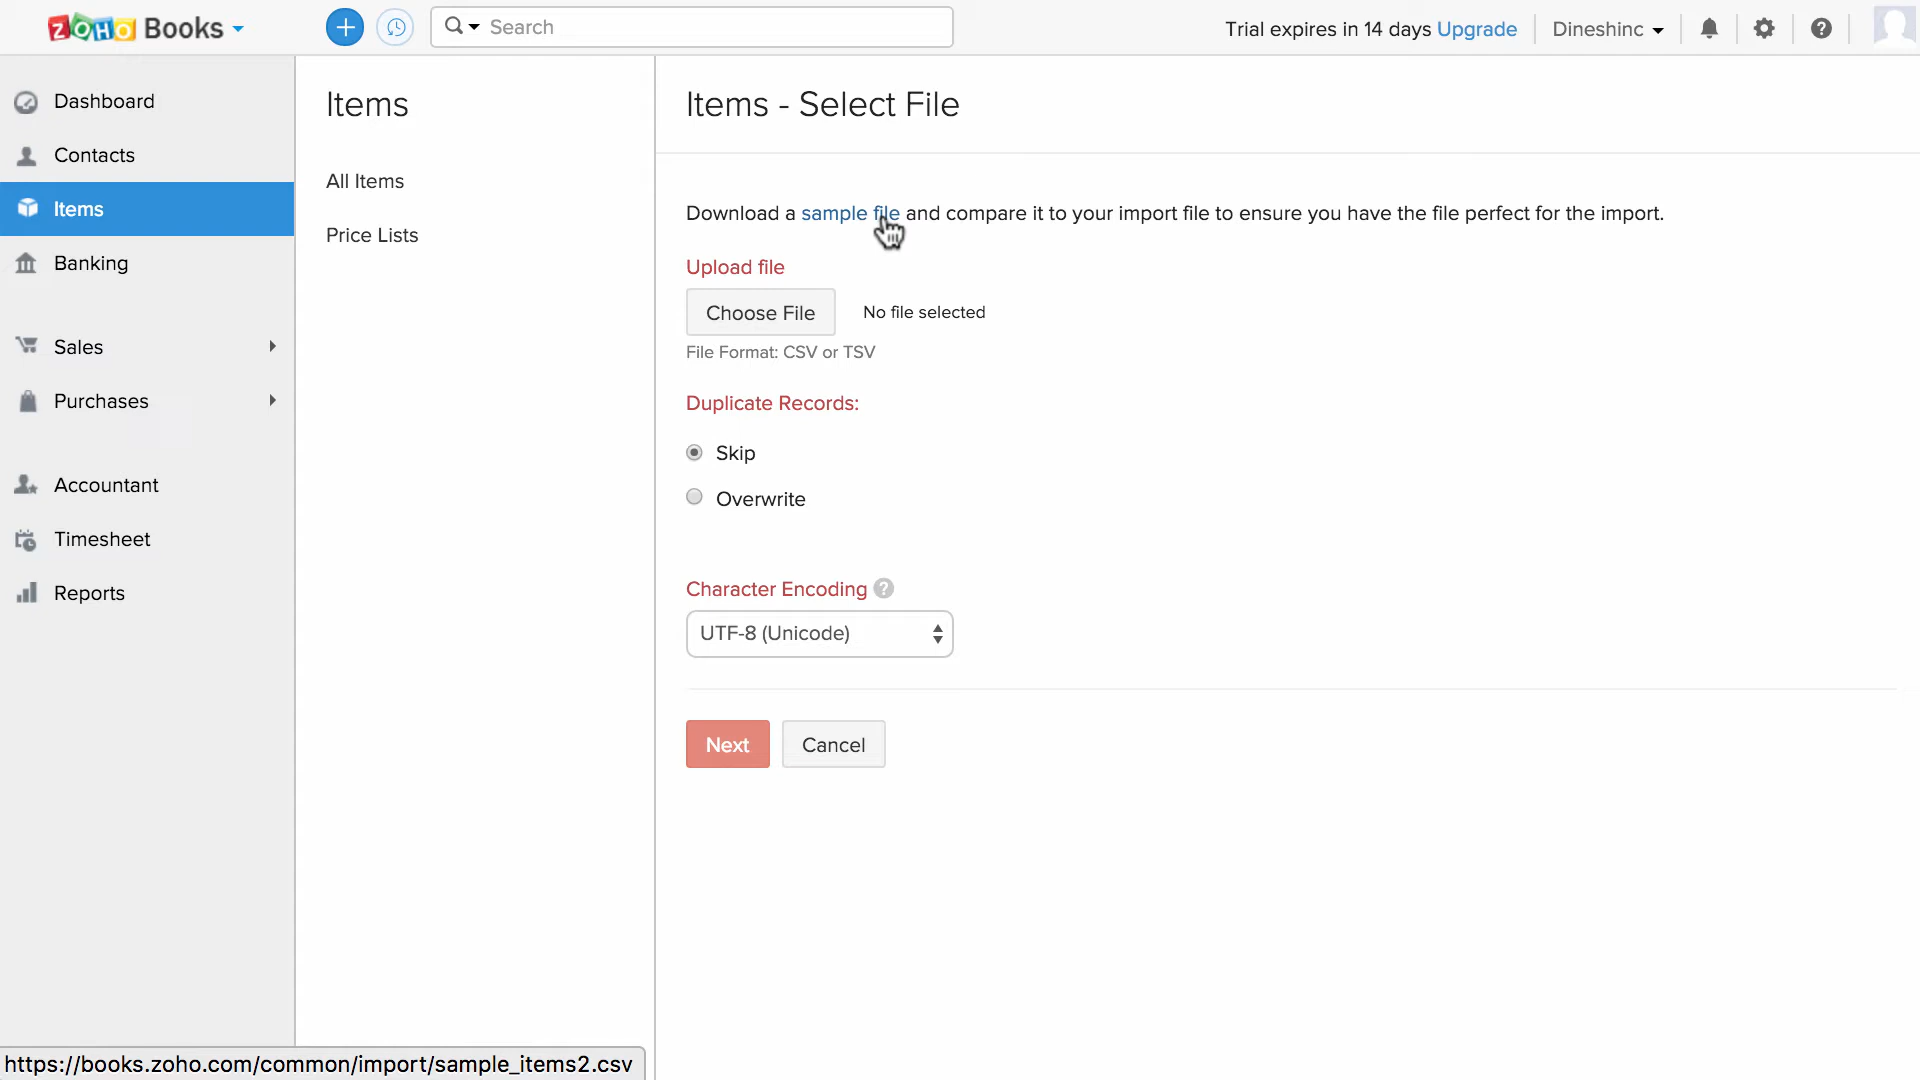 ZOHO Books
Search
Trial expires in 14 days Upgrade
Dineshinc
Dashboard
Contacts
Items
Banking
Sales
Purchases
Accountant
Timesheet
Reports
Items
All Items
Price Lists
Items - Select File
Download a sample file and compare it to your import file to ensure you have the file perfect for the import.
Upload file
Choose File No file selected
File Format: CSV or TSV
Duplicate Records:
Skip
Overwrite
Character Encoding ?
UTF-8 (Unicode)
Next Cancel
https://books.zoho.com/common/import/sample_items2.csv